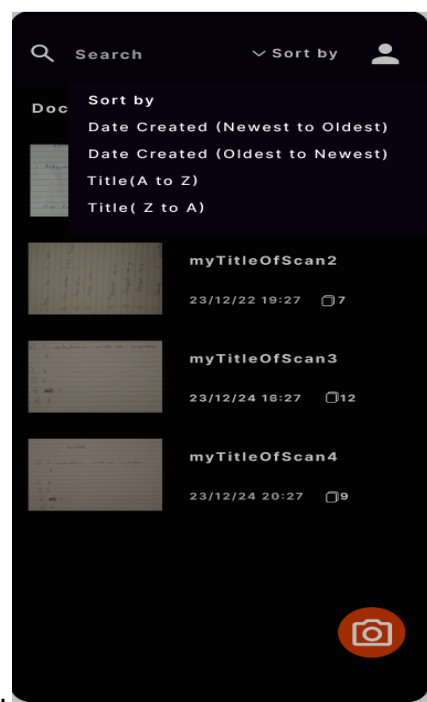 Search
Sort by
Doc
Sort by
Date Created (Newest to Oldest)
Date Created (Oldest to Newest)
Title(A to Z)
Title( Z to A)
myTitleOfScan2
23/12/22 19:27 7
myTitleOfScan3
23/12/24 16:27 12
myTitleOfScan4
23/12/24 20:27 9